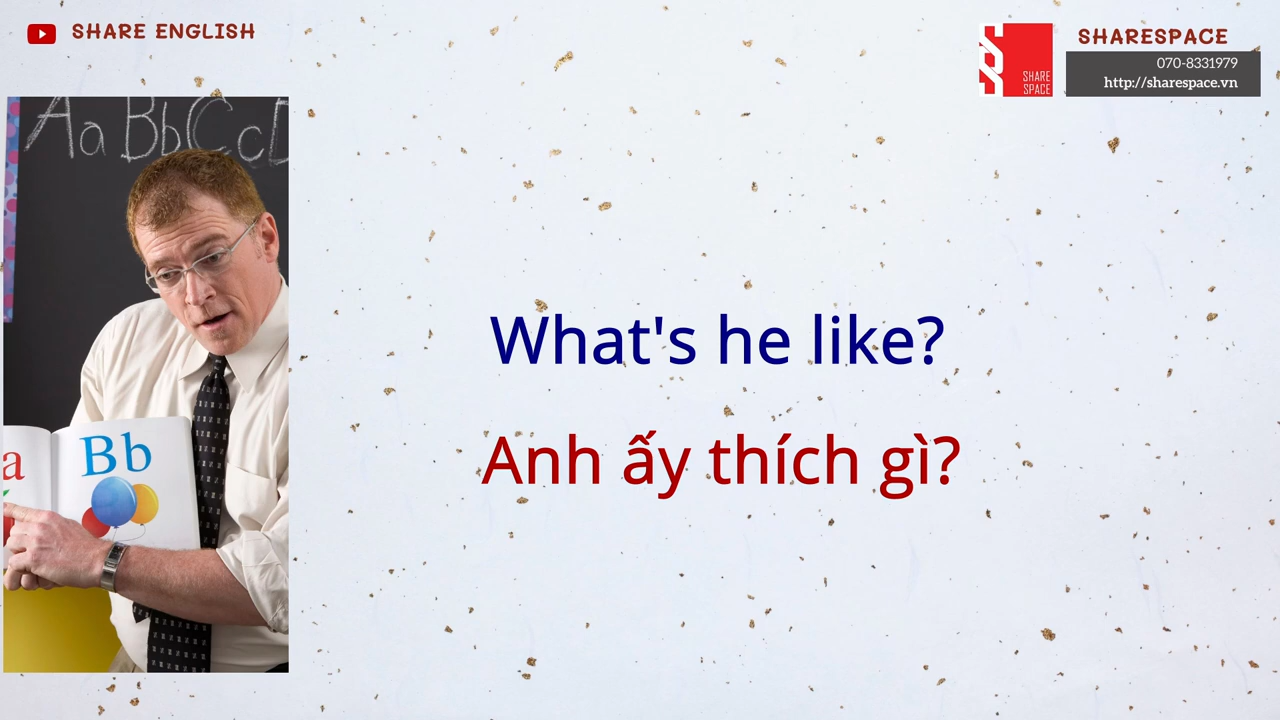 SHARE ENGLISH
SHARESPACE
070-8331979
http://sharespace.vn
SHARE
SPACE
Aa Bb Cc D
What's he like?
Anh ấy thích gì?
a
Bb